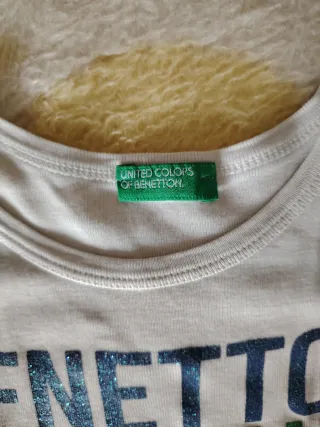 UNITED COLORS
OF BENETTON.
ENETTO